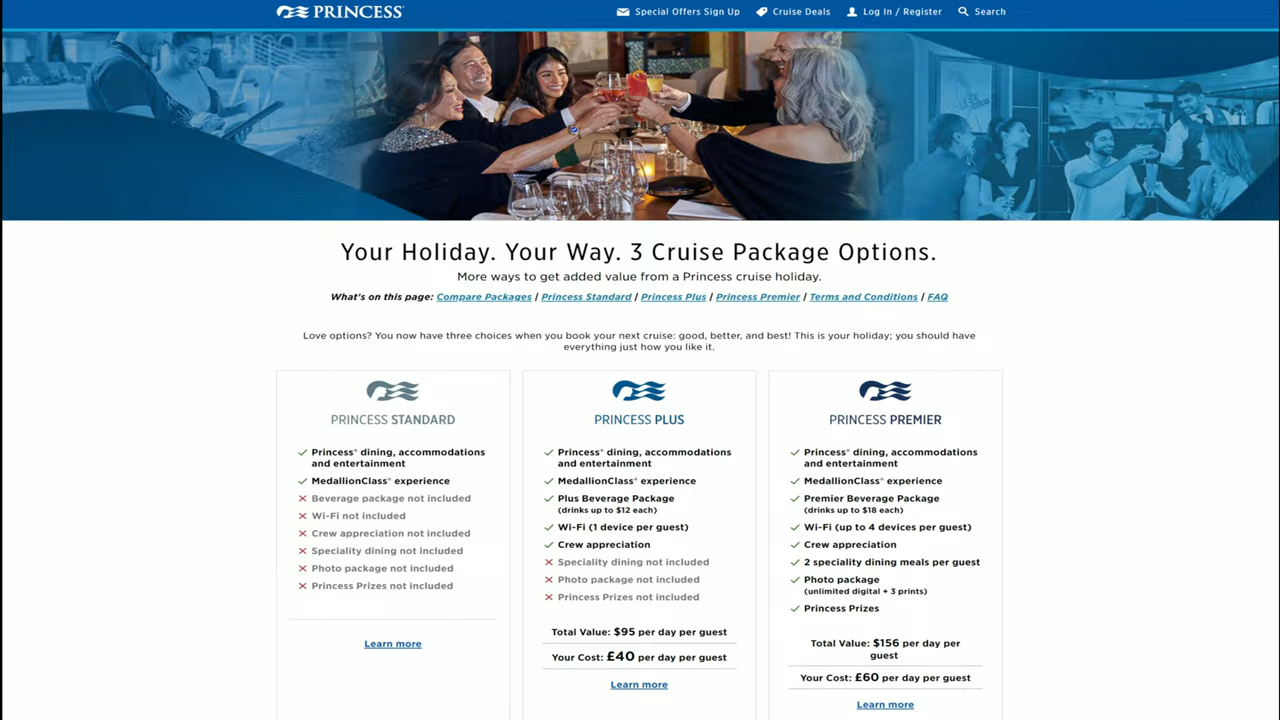 PRINCESS
Special Offers Sign Up
Cruise Deals
Log In / Register
Search
Your Holiday. Your Way. 3 Cruise Package Options.
More ways to get added value from a Princess cruise holiday.
What's on this page: Compare Packages / Princess Standard / Princess Plus / Princess Premier / Terms and Conditions / FAQ
Love options? You now have three choices when you book your next cruise: good, better, and best! This is your holiday; you should have
everything just how you like it.
PRINCESS STANDARD
Princess® dining, accommodations
and entertainment
MedallionClass® experience
Beverage package not included
Wi-Fi not included
Crew appreciation not included
Speciality dining not included
Photo package not included
Princess Prizes not included
Learn more
PRINCESS PLUS
Princess® dining, accommodations
and entertainment
MedallionClass® experience
Plus Beverage Package
(drinks up to $12 each)
Wi-Fi (1 device per guest)
Crew appreciation
Speciality dining not included
Photo package not included
Princess Prizes not included
Total Value: $95 per day per guest
Your Cost: £40 per day per guest
Learn more
PRINCESS PREMIER
Princess® dining, accommodations
and entertainment
MedallionClass® experience
Premier Beverage Package
(drinks up to $18 each)
Wi-Fi (up to 4 devices per guest)
Crew appreciation
2 speciality dining meals per guest
Photo package
(unlimited digital + 3 prints)
Princess Prizes
Total Value: $156 per day per
guest
Your Cost: £60 per day per guest
Learn more